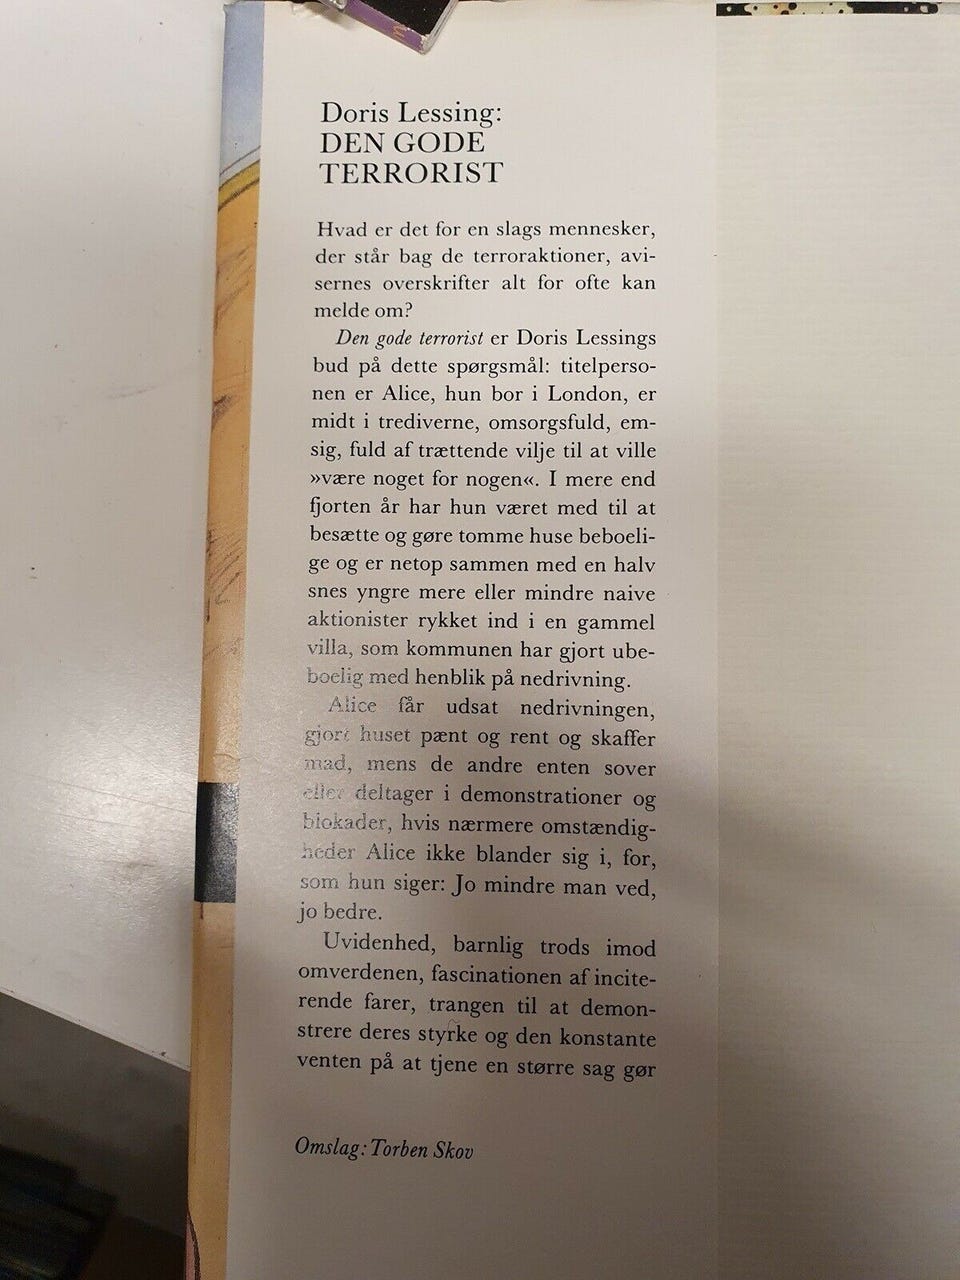 Doris Lessing:
DEN GODE
TERRORIST
Hvad er det for en slags mennesker,
der står bag de terroraktioner, avi-
sernes overskrifter alt for ofte kan
melde om?
Den gode terrorist er Doris Lessings
bud på dette spørgsmål: titelperso-
nen er Alice, hun bor i London, er
midt i trediverne, omsorgsfuld, em-
sig, fuld af trættende vilje til at ville
»være noget for nogen«. I mere end
fjorten år har hun været med til at
besætte og gøre tomme huse beboeli-
ge og er netop sammen med en halv
snes yngre mere eller mindre naive
aktionister rykket ind i en gammel
villa, som kommunen har gjort ube-
boelig med henblik på nedrivning.
Alice får udsat nedrivningen,
gjort huset pænt og rent og skaffer
mad, mens de andre enten sover
eller deltager i demonstrationer og
blokader, hvis nærmere omstændig-
heder Alice ikke blander sig i, for,
som hun siger: Jo mindre man ved,
jo bedre.
Uvidenhed, barnlig trods imod
omverdenen, fascinationen af incite-
rende farer, trangen til at demon-
strere deres styrke og den konstante
venten på at tjene en større sag gør
Omslag: Torben Skov